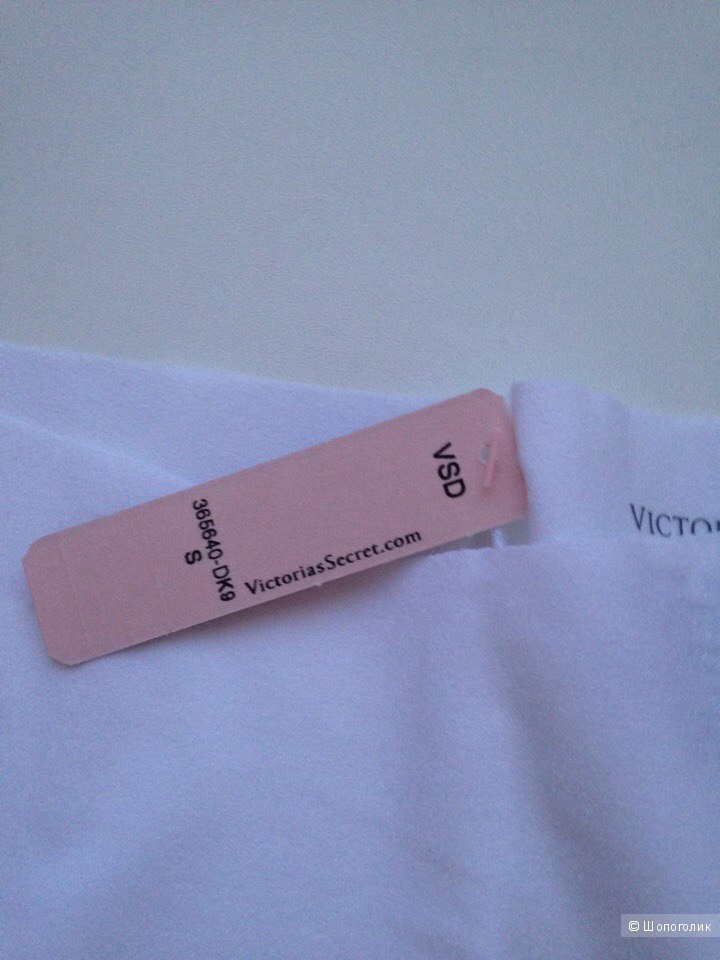 VSD
365640-DK9
S
VictoriasSecret.com
VICTO
© Шопоголик